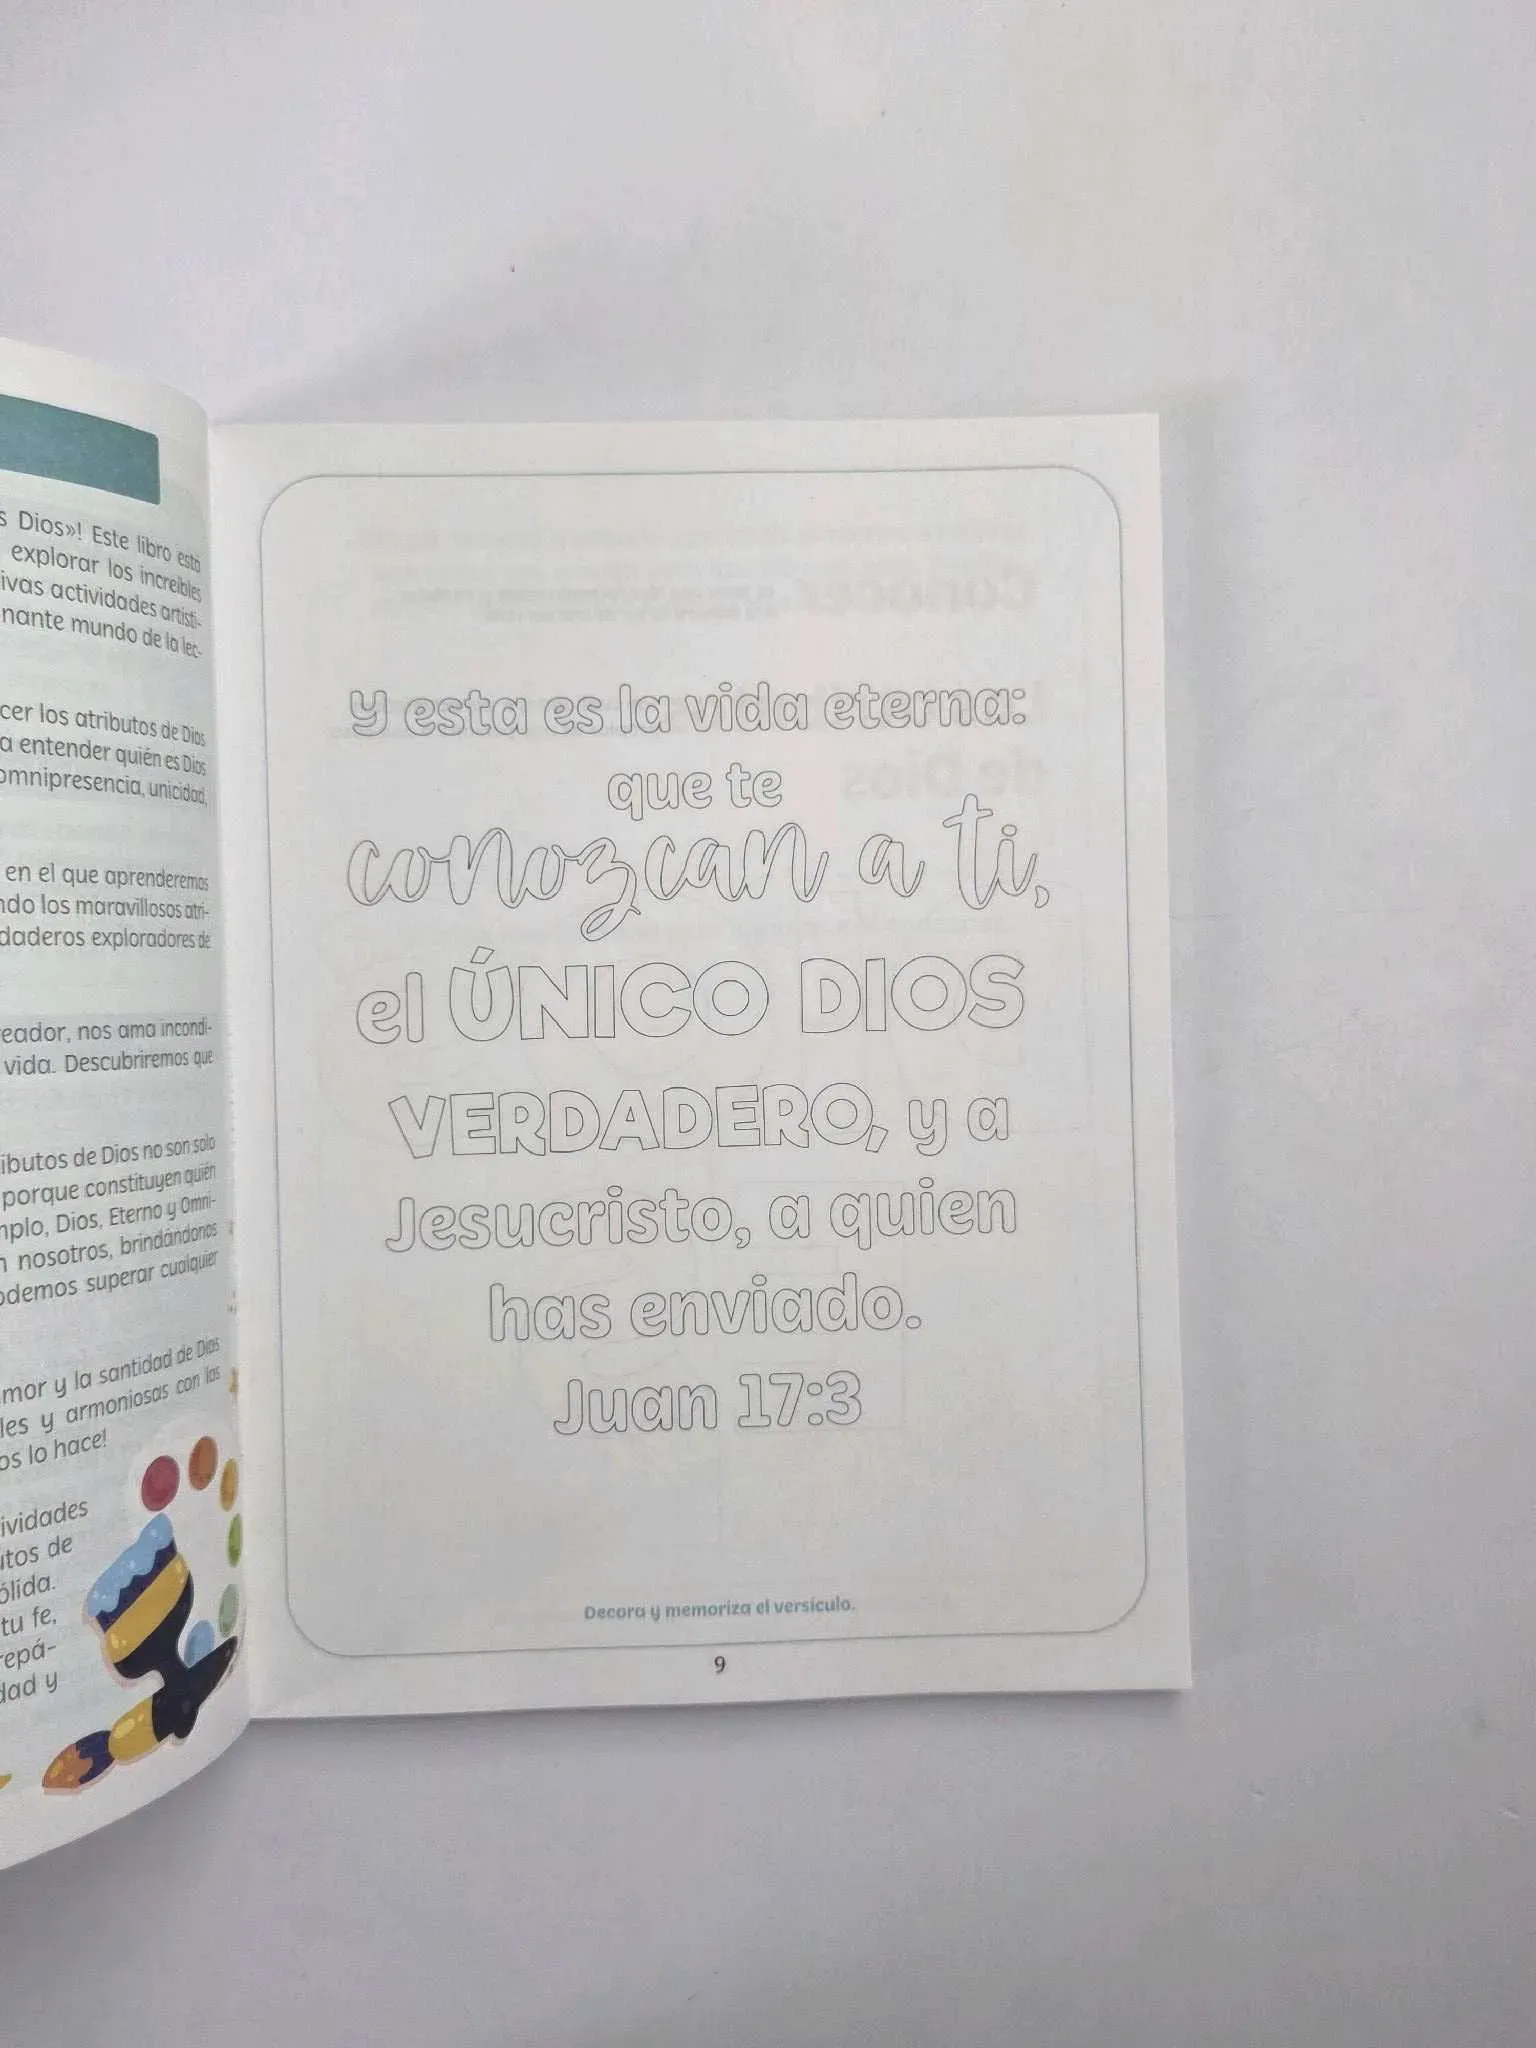 s Dios»! Este libro está
explorar los increíbles
ivas actividades artísti-
nante mundo de la lec-
cer los atributos de Dios
a entender quién es Dios
omnipresencia, unicidad,
en el que aprenderemos
ndo los maravillosos atri-
daderos exploradores de
eador, nos ama incondi-
vida. Descubriremos que
ributos de Dios no son solo
porque constituyen quién
mplo, Dios, Eterno y Omni-
n nosotros, brindándonos
odemos superar cualquier
mor y la santidad de Dios
les y armoniosas con las
os lo hace!
ividades
utos de
ólida.
tu fe,
repá-
dad y
Y esta es la vida eterna:
que te
conozcan a ti,
el ÚNICO DIOS
VERDADERO, y a
Jesucristo, a quien
has enviado.
Juan 17:3
Decora y memoriza el versículo.
9